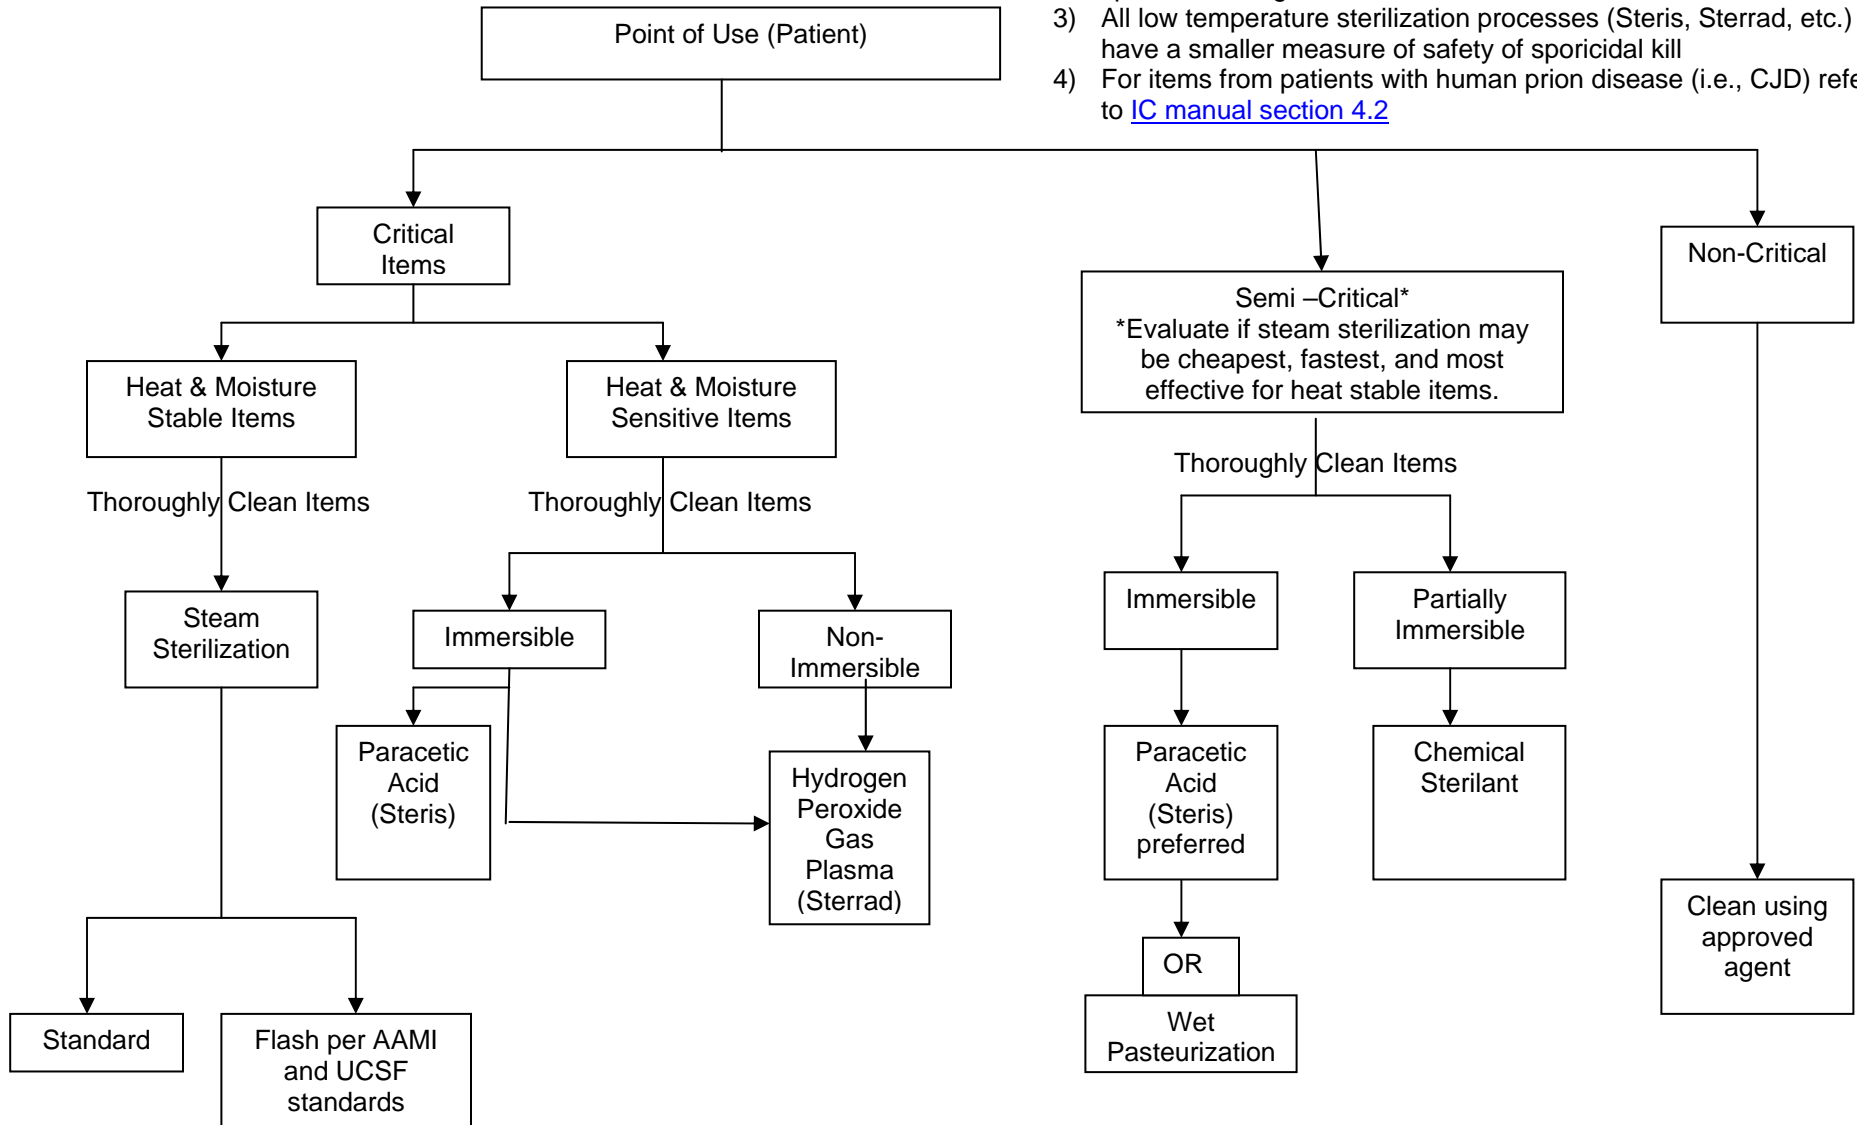 Point of Use (Patient)
3) All low temperature sterilization processes (Steris, Sterrad, etc.)
have a smaller measure of safety of sporicidal kill
4) For items from patients with human prion disease (i.e., CJD) refe
to IC manual section 4.2
Critical
Items
Semi –Critical*
*Evaluate if steam sterilization may
be cheapest, fastest, and most
effective for heat stable items.
Non-Critical
Heat & Moisture
Stable Items
Heat & Moisture
Sensitive Items
Thoroughly Clean Items
Thoroughly Clean Items
Thoroughly Clean Items
Steam
Sterilization
Immersible
Non-
Immersible
Immersible
Partially
Immersible
Paracetic
Acid
(Steris)
Hydrogen
Peroxide
Gas
Plasma
(Sterrad)
Paracetic
Acid
(Steris)
preferred
Chemical
Sterilant
OR
Wet
Pasteurization
Clean using
approved
agent
Standard
Flash per AAMI
and UCSF
standards